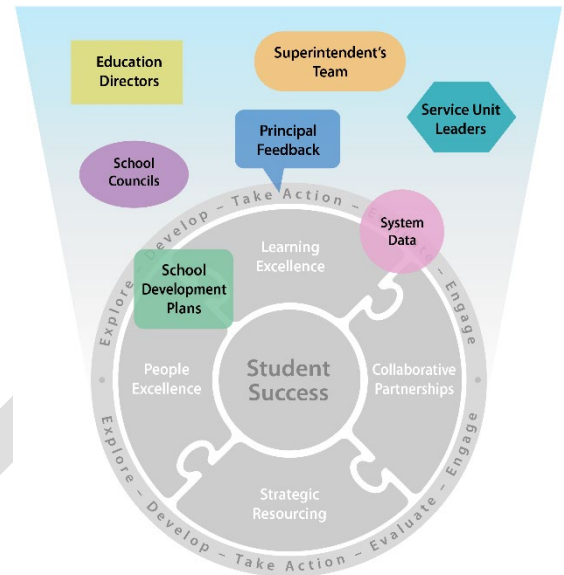 Education
Directors
Superintendent's
Team
Service Unit
Leaders
Principal
Feedback
School
Councils
System
Data
School
Development
Plans
Explore – Develop – Take Action – Evaluate – Engage
Learning
Excellence
People
Excellence
Student
Success
Collaborative
Partnerships
Strategic
Resourcing
Explore – Develop – Take Action – Evaluate – Engage